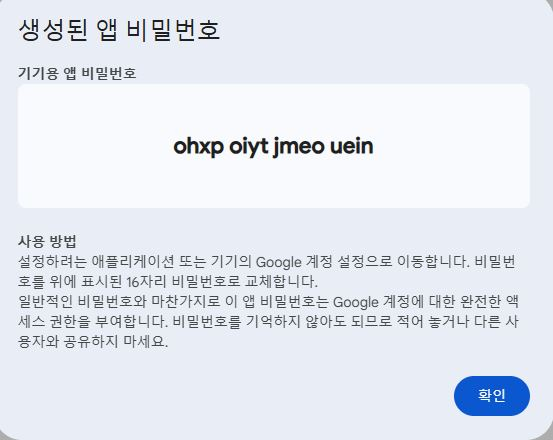 생성된 앱 비밀번호
기기용 앱 비밀번호
ohxp oiyt jmeo uein
사용 방법
설정하려는 애플리케이션 또는 기기의 Google 계정 설정으로 이동합니다. 비밀번
호를 위에 표시된 16자리 비밀번호로 교체합니다.
일반적인 비밀번호와 마찬가지로 이 앱 비밀번호는 Google 계정에 대한 완전한 액
세스 권한을 부여합니다. 비밀번호를 기억하지 않아도 되므로 적어 놓거나 다른 사
용자와 공유하지 마세요.
확인